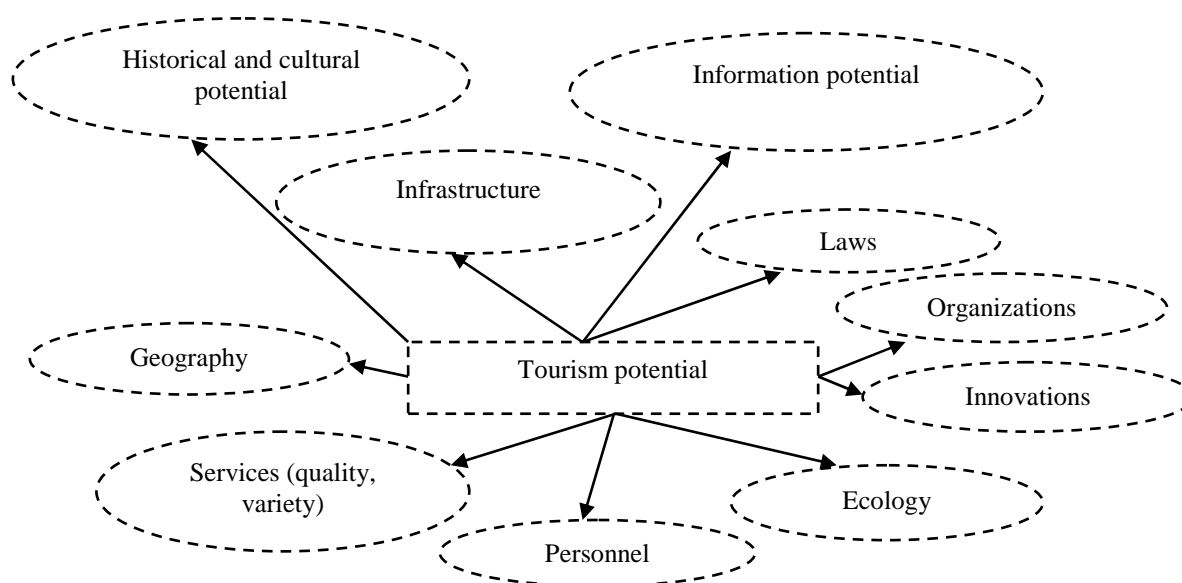 Historical and cultural
potential
Information potential
Infrastructure
Laws
Organizations
Geography
Tourism potential
Innovations
Services (quality,
variety)
Ecology
Personnel